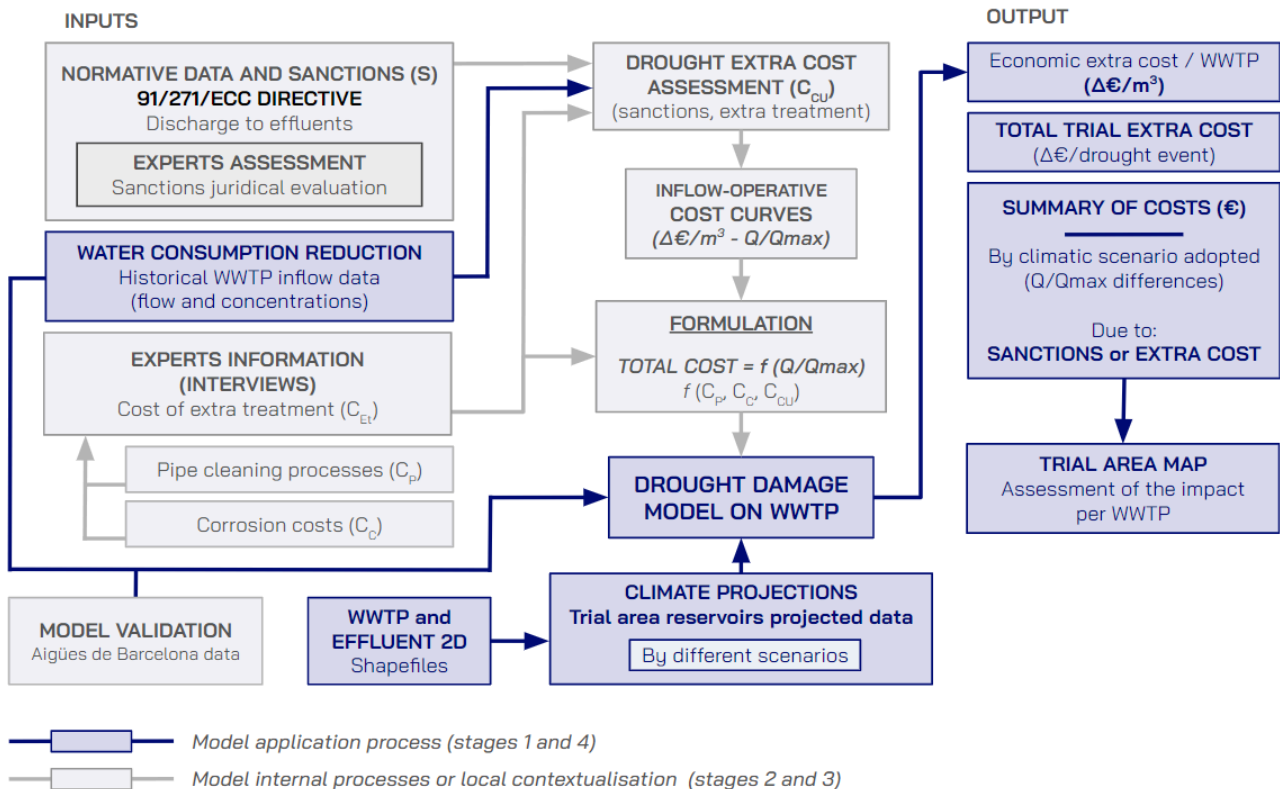 INPUTS
NORMATIVE DATA AND SANCTIONS (S)
91/271/ECC DIRECTIVE
Discharge to effluents
EXPERTS ASSESSMENT
Sanctions juridical evaluation
WATER CONSUMPTION REDUCTION
Historical WWTP inflow data
(flow and concentrations)
EXPERTS INFORMATION
(INTERVIEWS)
Cost of extra treatment (C_Et)
Pipe cleaning processes (C_P)
Corrosion costs (C_C)
MODEL VALIDATION
Aigües de Barcelona data
WWTP and
EFFLUENT 2D
Shapefiles
DROUGHT EXTRA COST
ASSESSMENT (C_CU)
(sanctions, extra treatment)
INFLOW-OPERATIVE
COST CURVES
(Δ€/m³ - Q/Qmax)
FORMULATION
TOTAL COST = f (Q/Qmax)
f (C_P, C_C, C_CU)
DROUGHT DAMAGE
MODEL ON WWTP
CLIMATE PROJECTIONS
Trial area reservoirs projected data
By different scenarios
OUTPUT
Economic extra cost / WWTP
(Δ€/m³)
TOTAL TRIAL EXTRA COST
(Δ€/drought event)
SUMMARY OF COSTS (€)
By climatic scenario adopted
(Q/Qmax differences)
Due to:
SANCTIONS or EXTRA COST
TRIAL AREA MAP
Assessment of the impact
per WWTP
Model application process (stages 1 and 4)
Model internal processes or local contextualisation (stages 2 and 3)